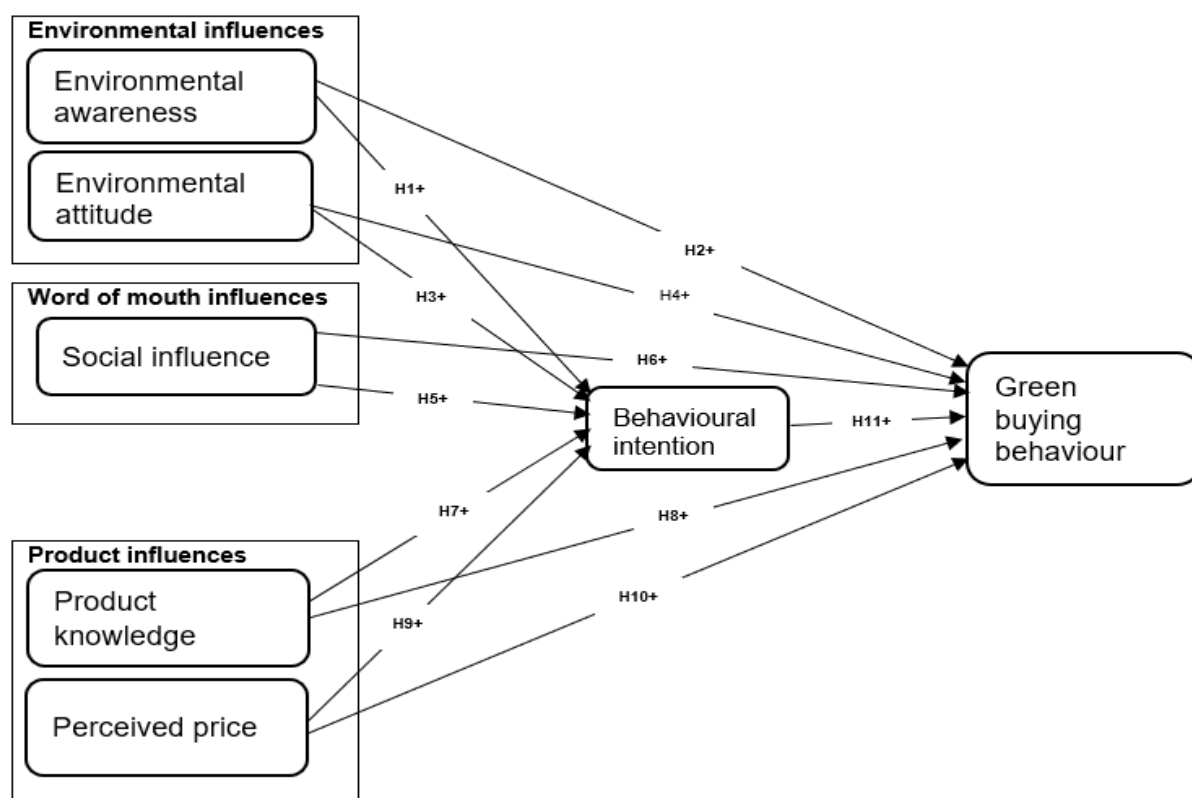 Environmental influences
Environmental
awareness
Environmental
attitude
H1+
H2+
H3+
H4+
Word of mouth influences
Social influence
H5+
H6+
Behavioural
intention
H11+
Green
buying
behaviour
Product influences
Product
knowledge
Perceived price
H7+
H8+
H9+
H10+